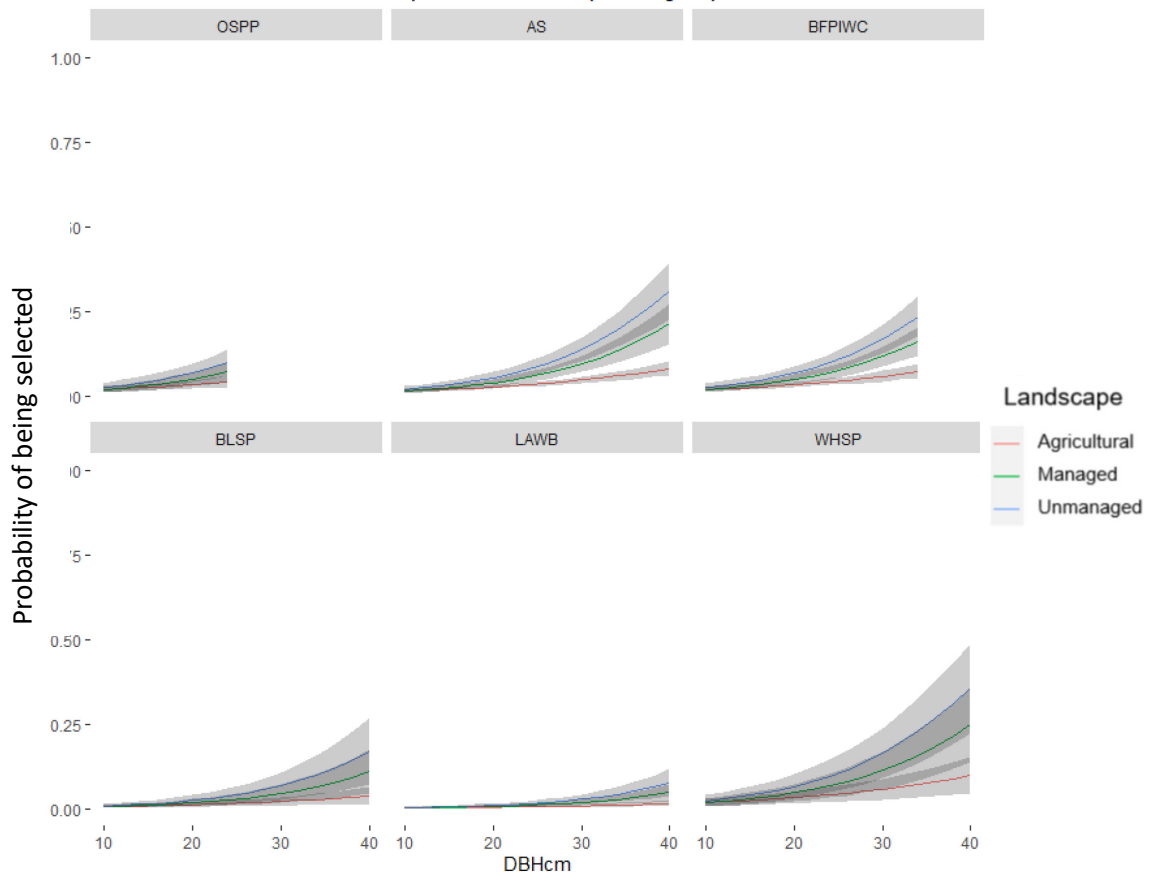 OSPP AS BFPIWC
1.00
0.75
Probability of being selected
BLSP LAWB WHSP
0.50
0.25
0.00
10 20 30 40 10 20 30 40 10 20 30 40
DBHcm
Landscape
Agricultural
Managed
Unmanaged